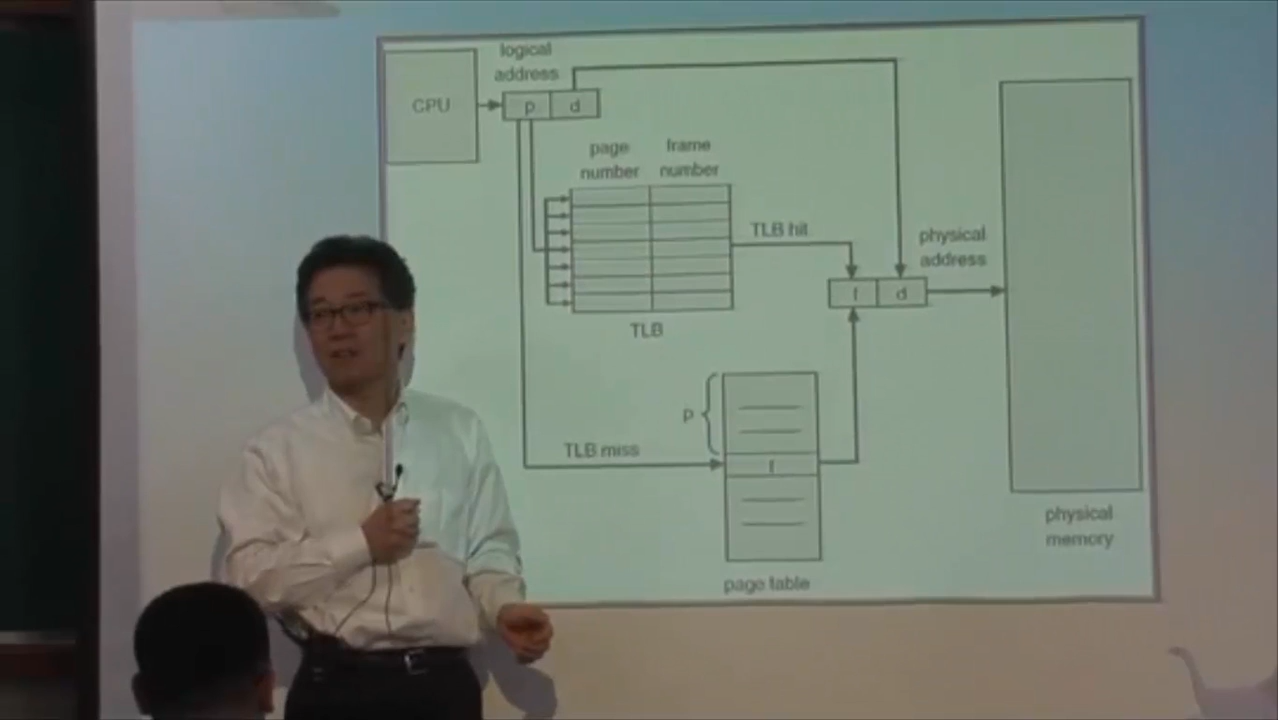 logical
address
CPU
p d
page
number
frame
number
TLB hit
physical
address
f d
TLB
p
TLB miss
f
physical
memory
page table